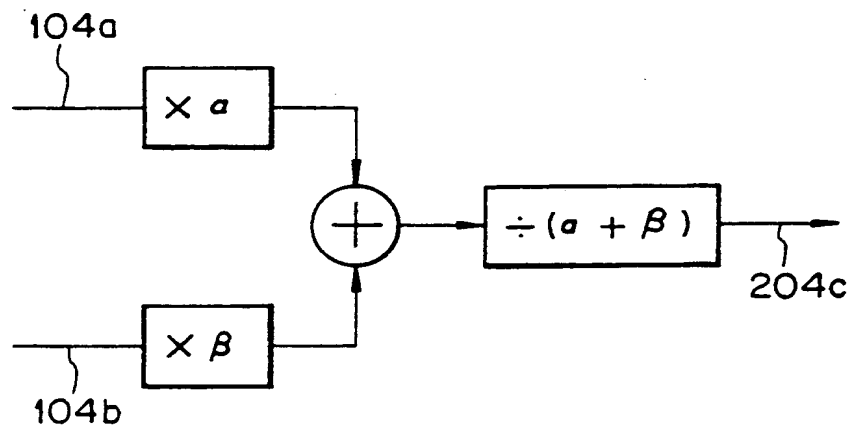 104a
× α
+
÷(α + β)
204c
× β
104b